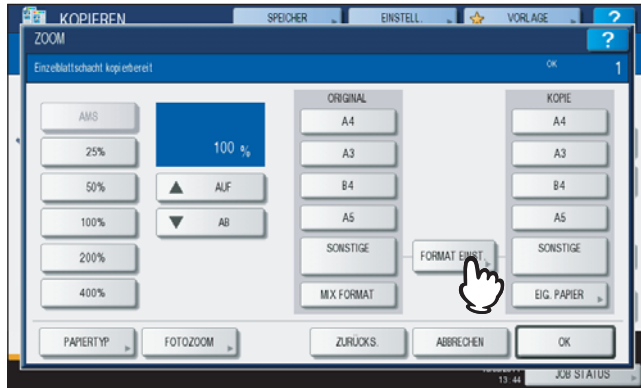 KOPIEREN
SPEICHER
EINSTELL.
VORLAGE
?
ZOOM
?
Einzelblattschacht kopierbereit
OK
1
ORIGINAL
KOPIE
AMS
100 %
A4
A4
25%
A3
A3
50%
AUF
B4
B4
100%
AB
A5
A5
200%
SONSTIGE
FORMAT EINST.
SONSTIGE
400%
MIX FORMAT
EIG. PAPIER
PAPIERTYP
FOTOZOOM
ZURÜCKS.
ABBRECHEN
OK
13:44
JOB STATUS